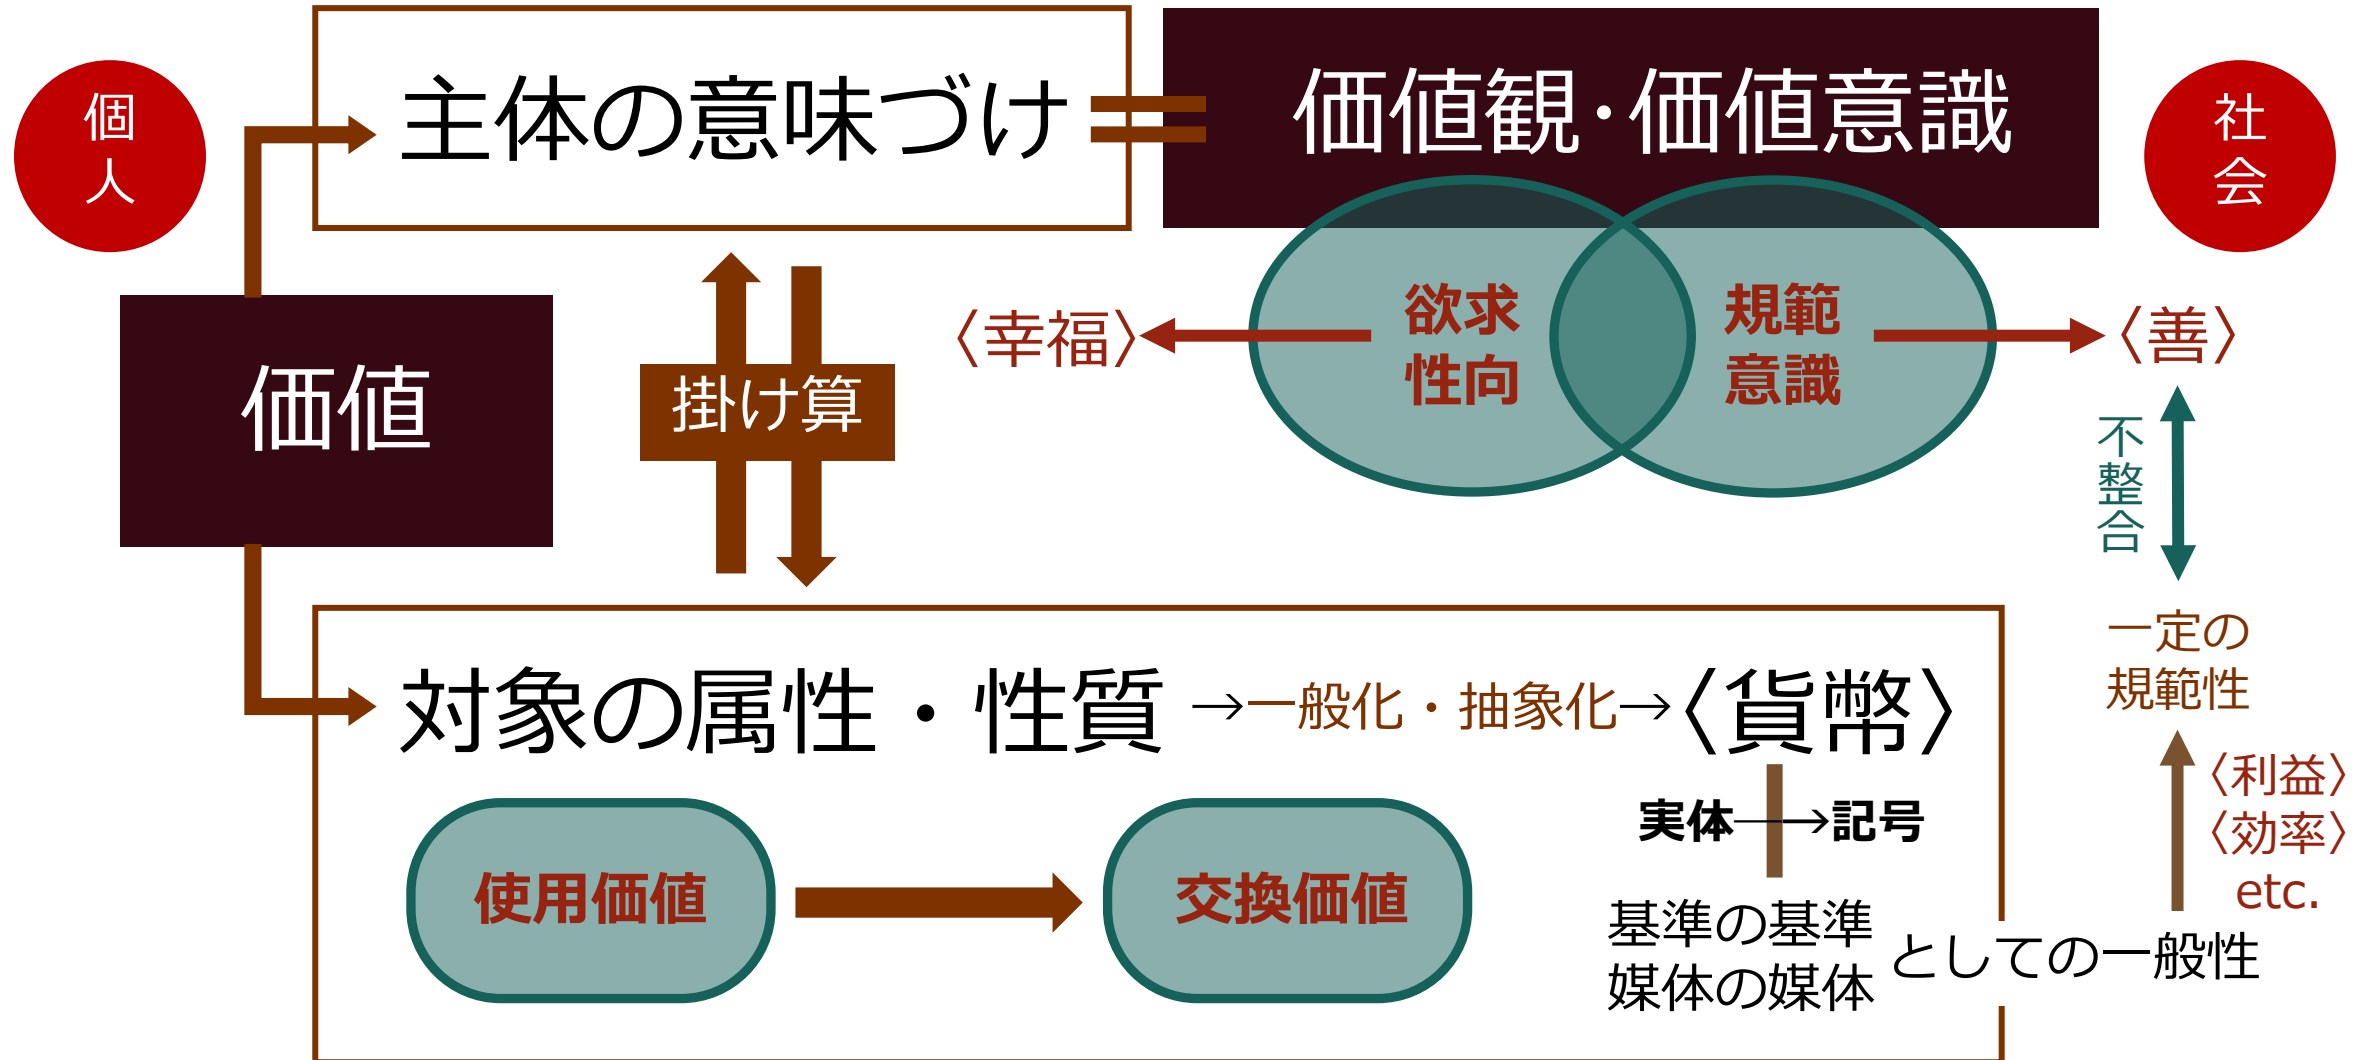 個
人
主体の意味づけ
価値観・価値意識
社
会
価値
掛け算
〈幸福〉
欲求
性向
規範
意識
〈善〉
不
整
合
一定の
規範性
対象の属性・性質
→一般化・抽象化→
〈貨幣〉
〈利益〉
〈効率〉
etc.
実体→記号
使用価値
交換価値
基準の基準
媒体の媒体
としての一般性